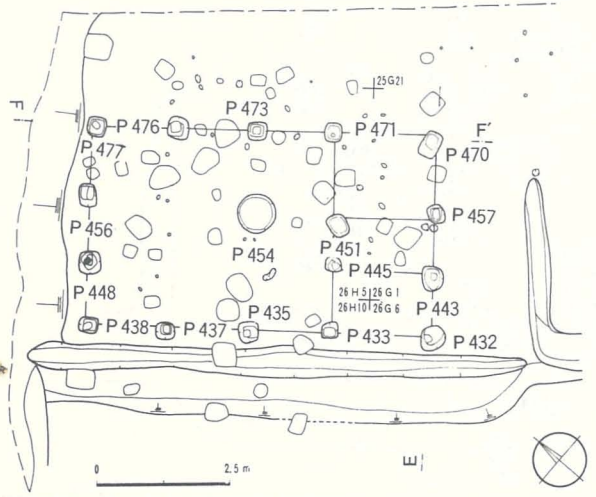 25G21
P 473
F
P 476
P 471
F'
P 477
P 470
P 457
P 456
P 454
P 451
P 445
P 448
26H5 26G1
26H10 26G6
P 443
P 435
P 438
P 437
P 433
P 432
E
0 2.5 m